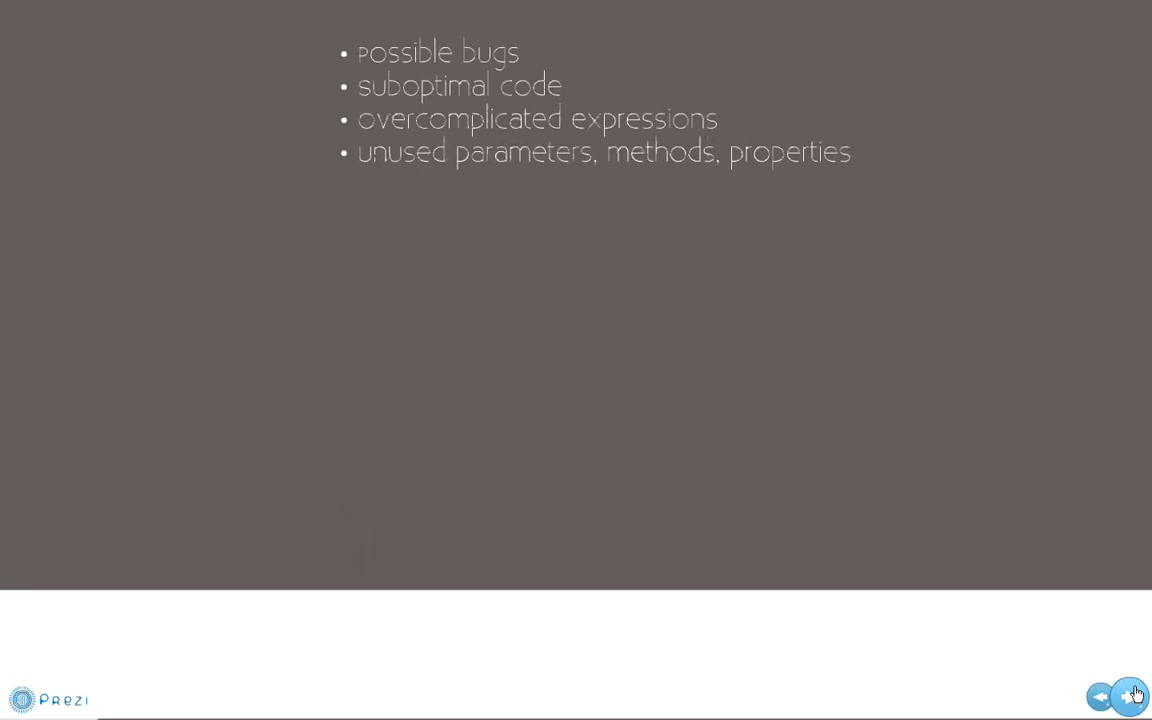 • possible bugs
• suboptimal code
• overcomplicated expressions
• unused parameters, methods, properties
Prezi